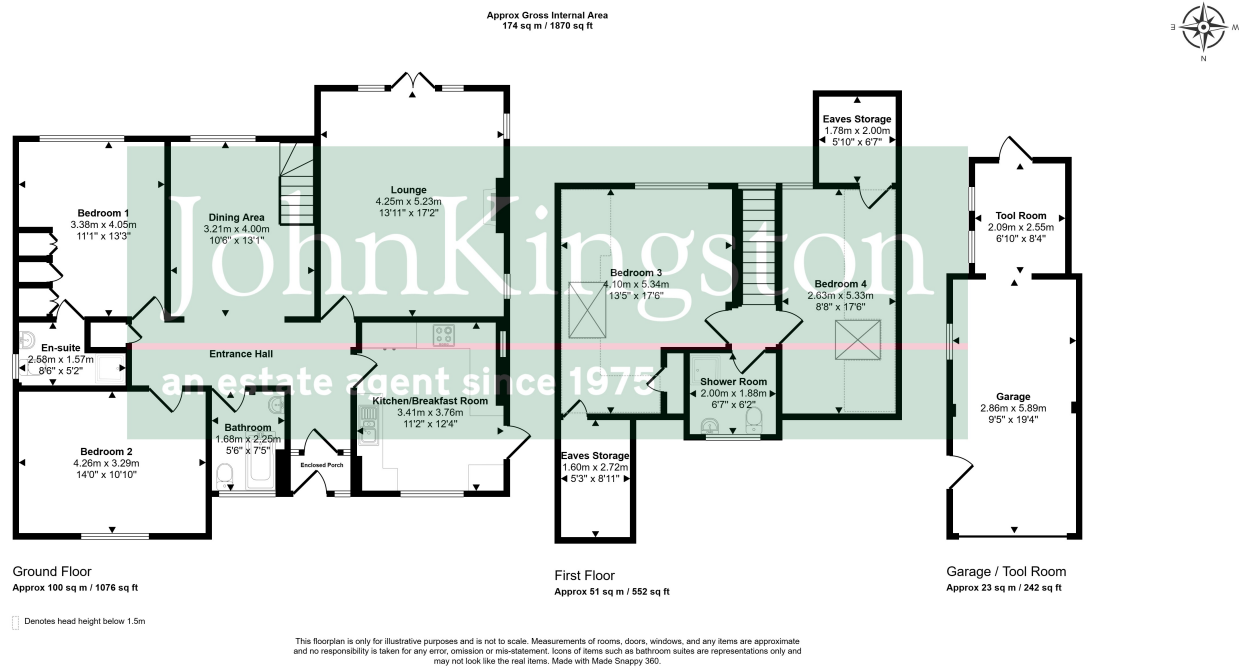 Approx Gross Internal Area
174 sq m / 1870 sq ft
E
W
N
Eaves Storage
1.78m x 2.00m
5'10" x 6'7"
Lounge
4.25m x 5.23m
13'11" x 17'2"
Bedroom 1
3.38m x 4.05m
11'1" x 13'3"
Dining Area
3.21m x 4.00m
10'6" x 13'1"
Tool Room
2.09m x 2.55m
6'10" x 8'4"
JohnKingston
Bedroom 3
4.10m x 5.34m
13'5" x 17'6"
Bedroom 4
2.63m x 5.33m
8'8" x 17'6"
En-suite
2.58m x 1.57m
8'6" x 5'2"
Entrance Hall
an estate agent since 1975
Shower Room
2.00m x 1.88m
6'7" x 6'2"
Garage
2.86m x 5.89m
9'5" x 19'4"
Kitchen/Breakfast Room
3.41m x 3.76m
11'2" x 12'4"
Bathroom
1.68m x 2.25m
5'6" x 7'5"
Bedroom 2
4.26m x 3.29m
14'0" x 10'10"
Enclosed Porch
Eaves Storage
1.60m x 2.72m
5'3" x 8'11"
Ground Floor
Approx 100 sq m / 1076 sq ft
First Floor
Approx 51 sq m / 552 sq ft
Garage / Tool Room
Approx 23 sq m / 242 sq ft
Denotes head height below 1.5m
This floorplan is only for illustrative purposes and is not to scale. Measurements of rooms, doors, windows, and any items are approximate
and no responsibility is taken for any error, omission or mis-statement. Icons of items such as bathroom suites are representations only and
may not look like the real items. Made with Made Snappy 360.